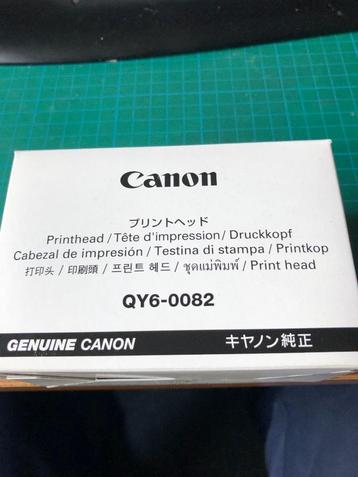 Canon
プリントヘッド
Printhead / Tête d'impression / Druckkopf
Cabezal de impresión / Testina di stampa / Printkop
打印头 / 印刷頭 / 프린트 헤드 / ชุดแม่พิมพ์ / Print head
QY6-0082
GENUINE CANON キヤノン純正